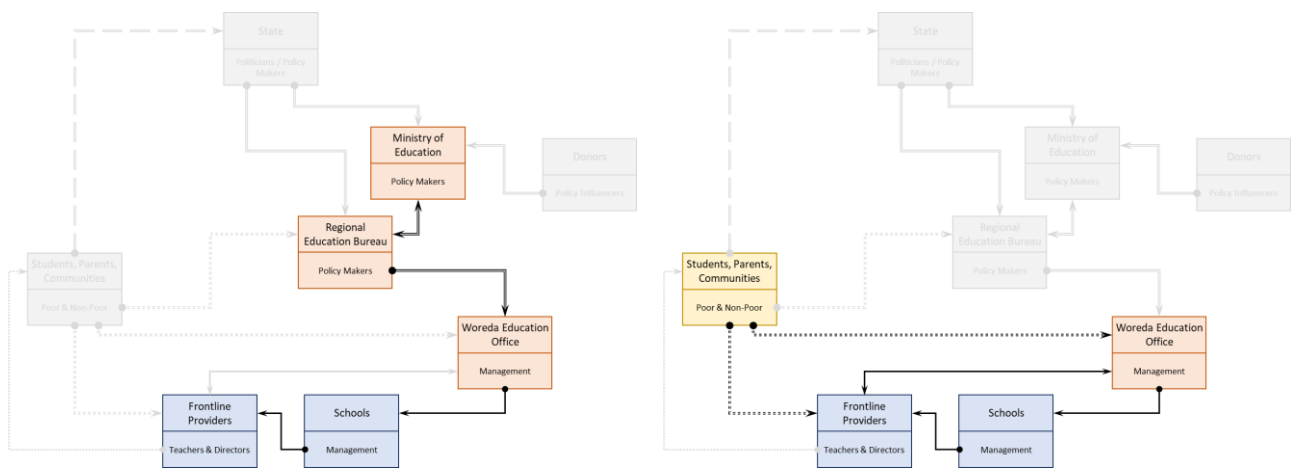 State
Politicians / Policy
Makers
Ministry of
Education
Policy Makers
Donors
Policy Influencers
Regional
Education Bureau
Policy Makers
Students, Parents,
Communities
Poor & Non-Poor
Woreda Education
Office
Management
Frontline
Providers
Teachers & Directors
Schools
Management
State
Politicians / Policy
Makers
Ministry of
Education
Policy Makers
Donors
Policy Influencers
Regional
Education Bureau
Policy Makers
Students, Parents,
Communities
Poor & Non-Poor
Woreda Education
Office
Management
Frontline
Providers
Teachers & Directors
Schools
Management